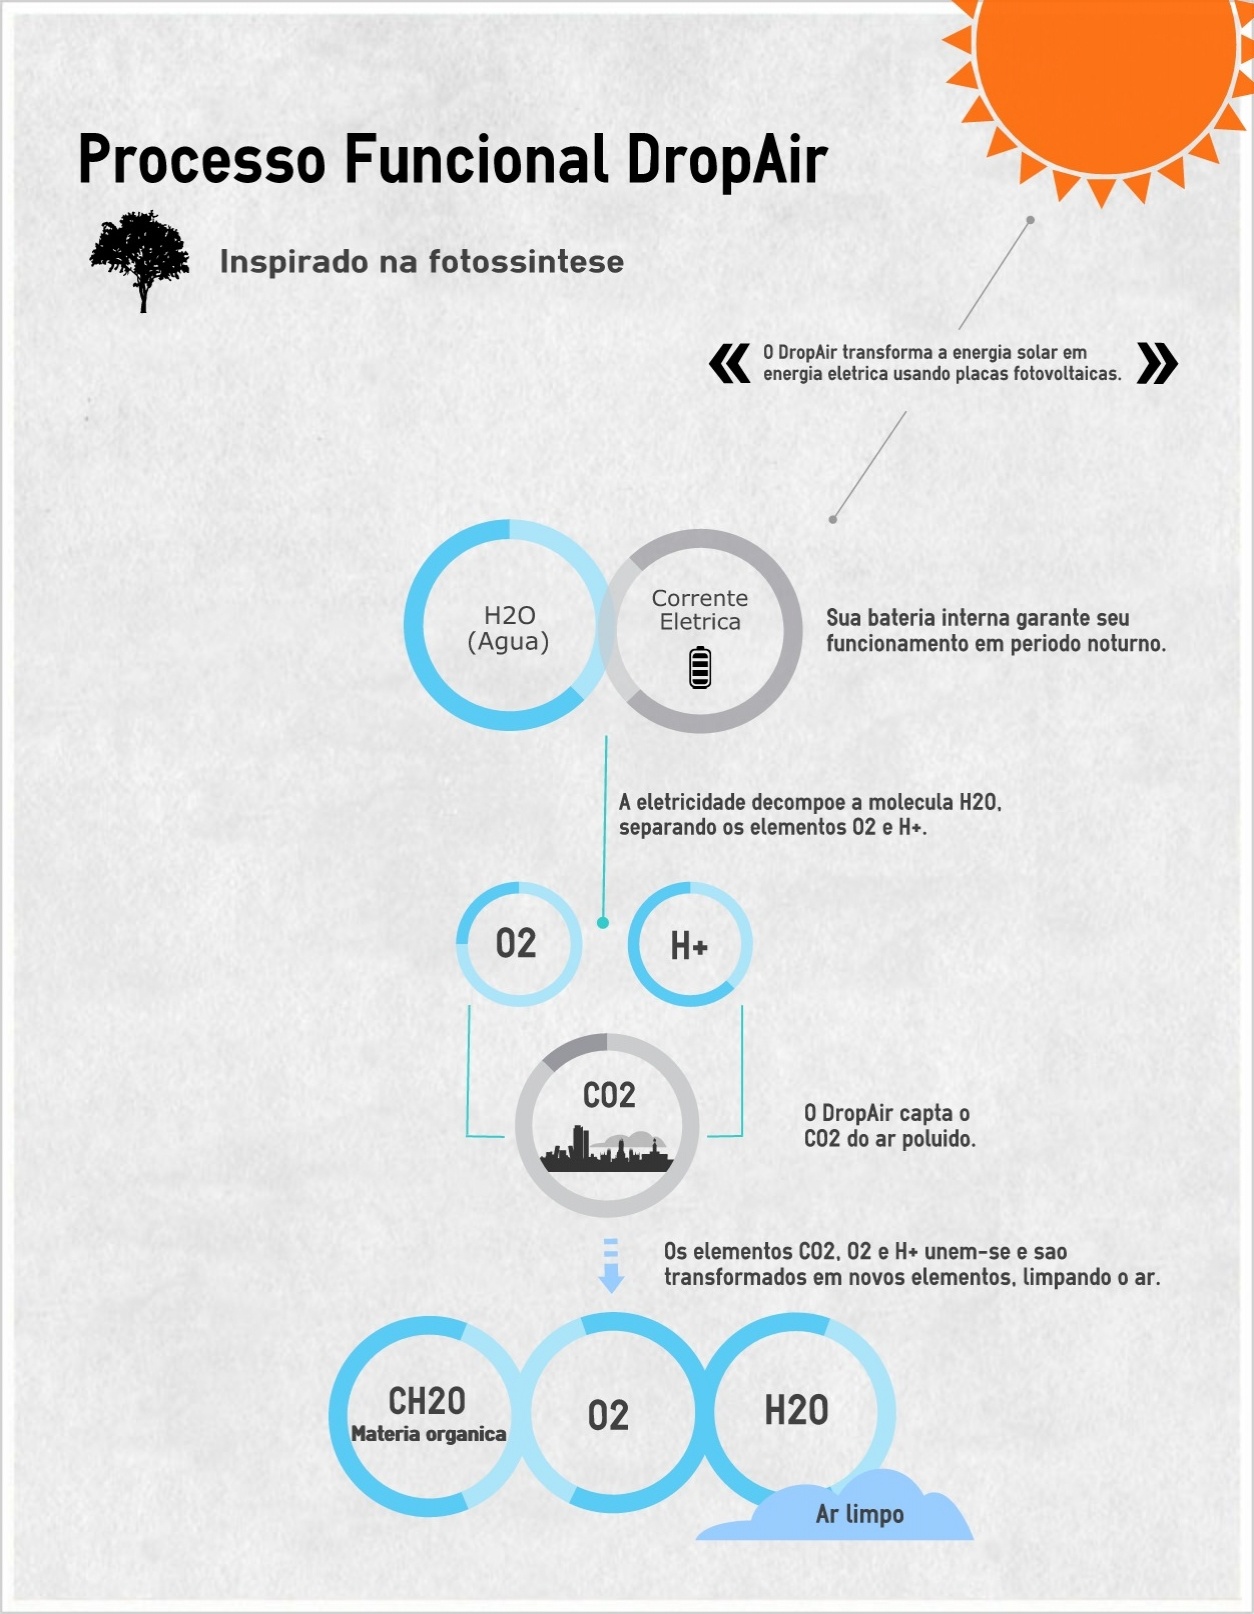 Processo Funcional DropAir
Inspirado na fotossintese
O DropAir transforma a energia solar em
energia eletrica usando placas fotovoltaicas.
H2O
(Agua)
Corrente
Eletrica
Sua bateria interna garante seu
funcionamento em periodo noturno.
A eletricidade decompoe a molecula H2O,
separando os elementos O2 e H+.
O2
H+
CO2
O DropAir capta o
CO2 do ar poluido.
Os elementos CO2, O2 e H+ unem-se e sao
transformados em novos elementos, limpando o ar.
CH2O
Materia organica
O2
H2O
Ar limpo